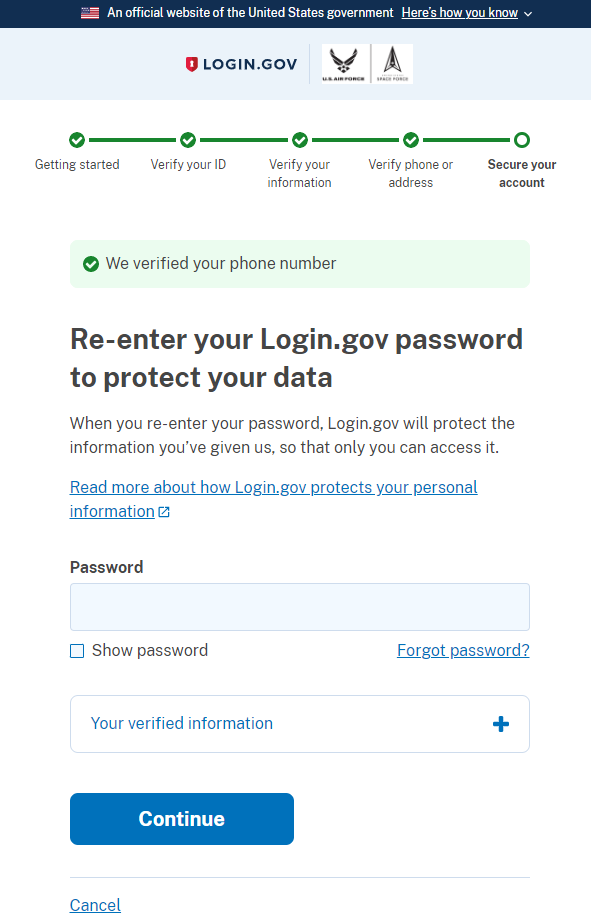 An official website of the United States government Here's how you know
LOGIN.GOV
U.S. AIR FORCE
SPACE FORCE
Getting started
Verify your ID
Verify your
information
Verify phone or
address
Secure your
account
We verified your phone number
Re-enter your Login.gov password
to protect your data
When you re-enter your password, Login.gov will protect the
information you've given us, so that only you can access it.
Read more about how Login.gov protects your personal
information
Password
Show password
Forgot password?
Your verified information
Continue
Cancel